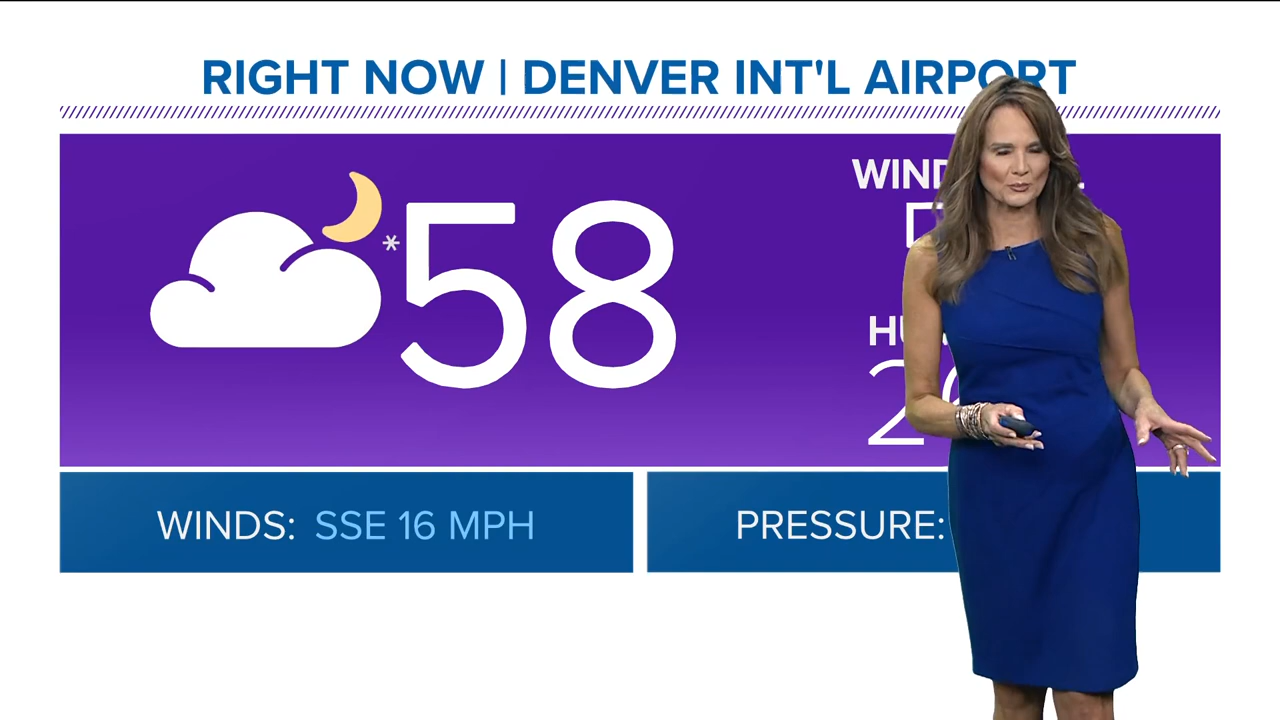 RIGHT NOW | DENVER INT'L AIRPORT
58
WINDS: SSE 16 MPH
PRESSURE: